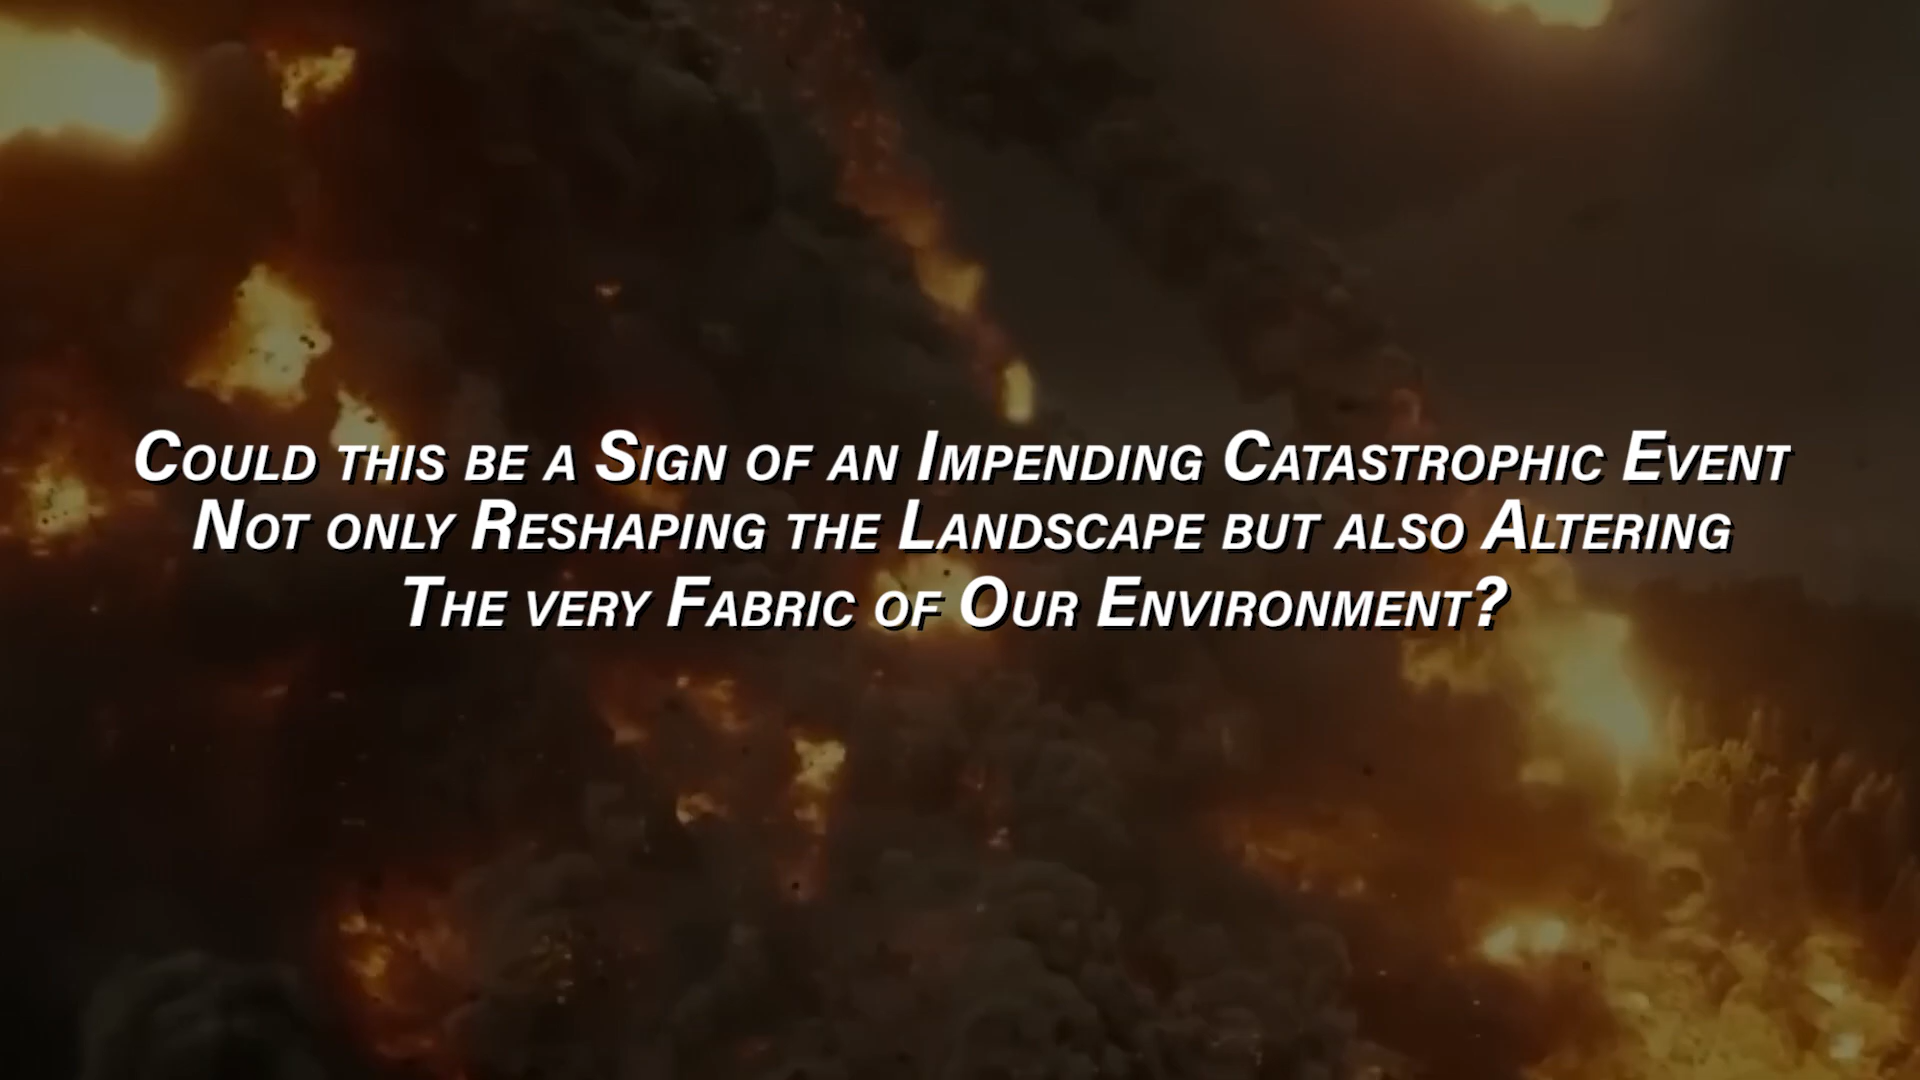 Could this be a Sign of an Impending Catastrophic Event
Not only Reshaping the Landscape but also Altering
The very Fabric of Our Environment?